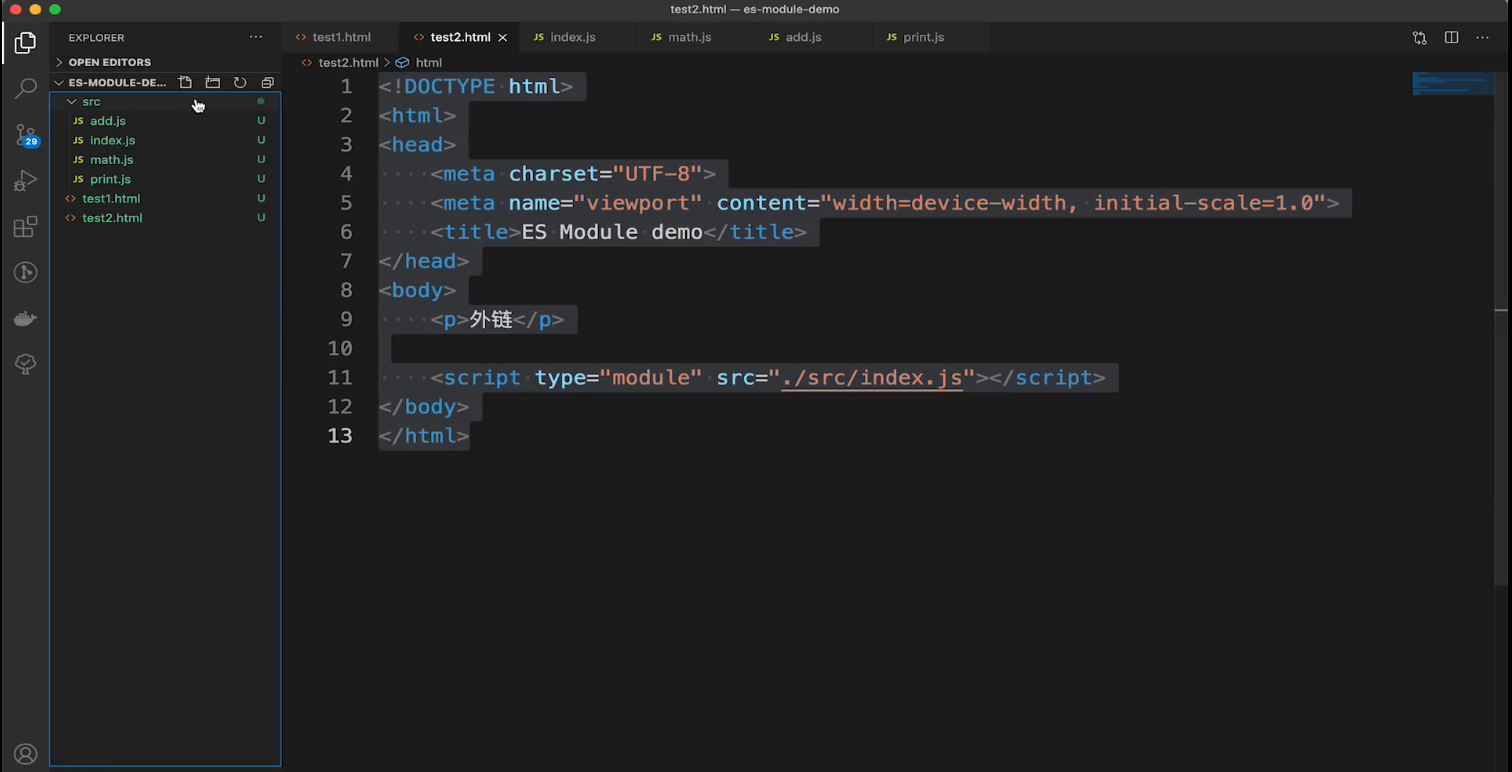 test2.html — es-module-demo
EXPLORER
test1.html
test2.html
index.js
math.js
add.js
print.js
OPEN EDITORS
test2.html > html
ES-MODULE-DE...
src
add.js U
index.js U
math.js U
print.js U
test1.html U
test2.html U
29
1 <!DOCTYPE html>
2 <html>
3 <head>
4 <meta charset="UTF-8">
5 <meta name="viewport" content="width=device-width, initial-scale=1.0">
6 <title>ES Module demo</title>
7 </head>
8 <body>
9 <p>外链</p>
10
11 <script type="module" src="./src/index.js"></script>
12 </body>
13 </html>